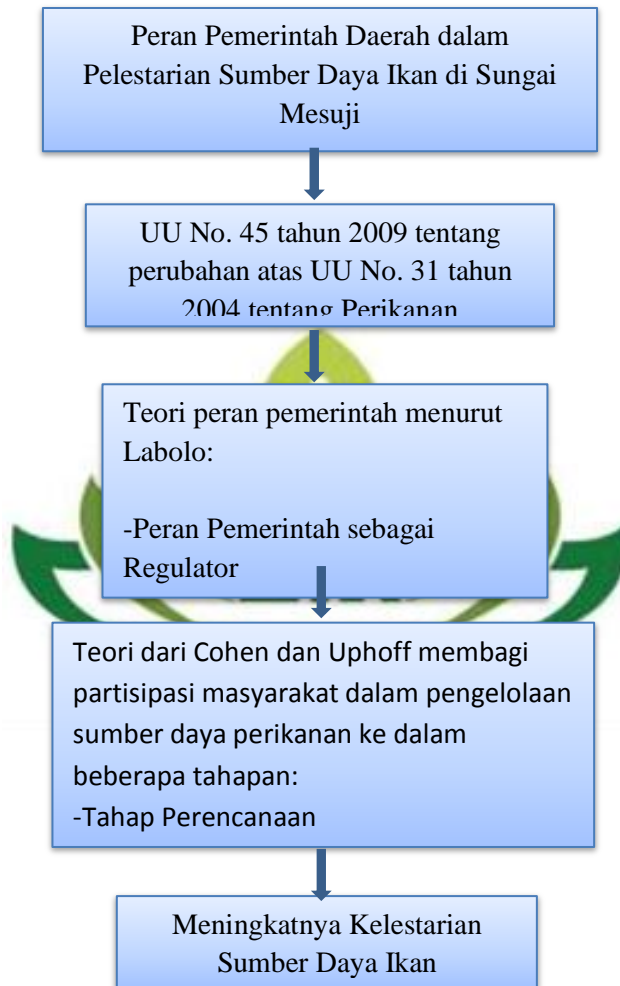 Peran Pemerintah Daerah dalam
Pelestarian Sumber Daya Ikan di Sungai
Mesuji
UU No. 45 tahun 2009 tentang
perubahan atas UU No. 31 tahun
2004 tentang Perikanan
Teori peran pemerintah menurut
Labolo:
-Peran Pemerintah sebagai
Regulator
Teori dari Cohen dan Uphoff membagi
partisipasi masyarakat dalam pengelolaan
sumber daya perikanan ke dalam
beberapa tahapan:
-Tahap Perencanaan
Meningkatnya Kelestarian
Sumber Daya Ikan